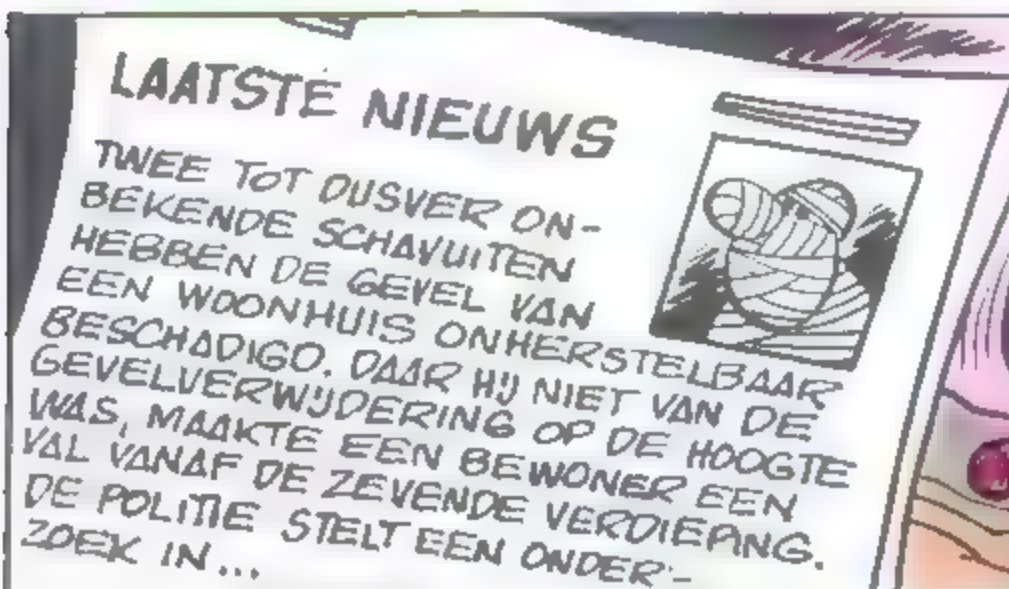 LAATSTE NIEUWS
TWEE TOT DUSVER ON-
BEKENDE SCHAVUITEN
HEBBEN DE GEVEL VAN
EEN WOONHUIS ONHERSTELBAAR
BESCHADIGD. DAAR HIJ NIET VAN DE
GEVELVERWIJDERING OP DE HOOGTE
WAS, MAAKTE EEN BEWONER EEN
VAL VANAF DE ZEVENDE VERDIEPING.
DE POLITIE STELT EEN ONDER-
ZOEK IN...